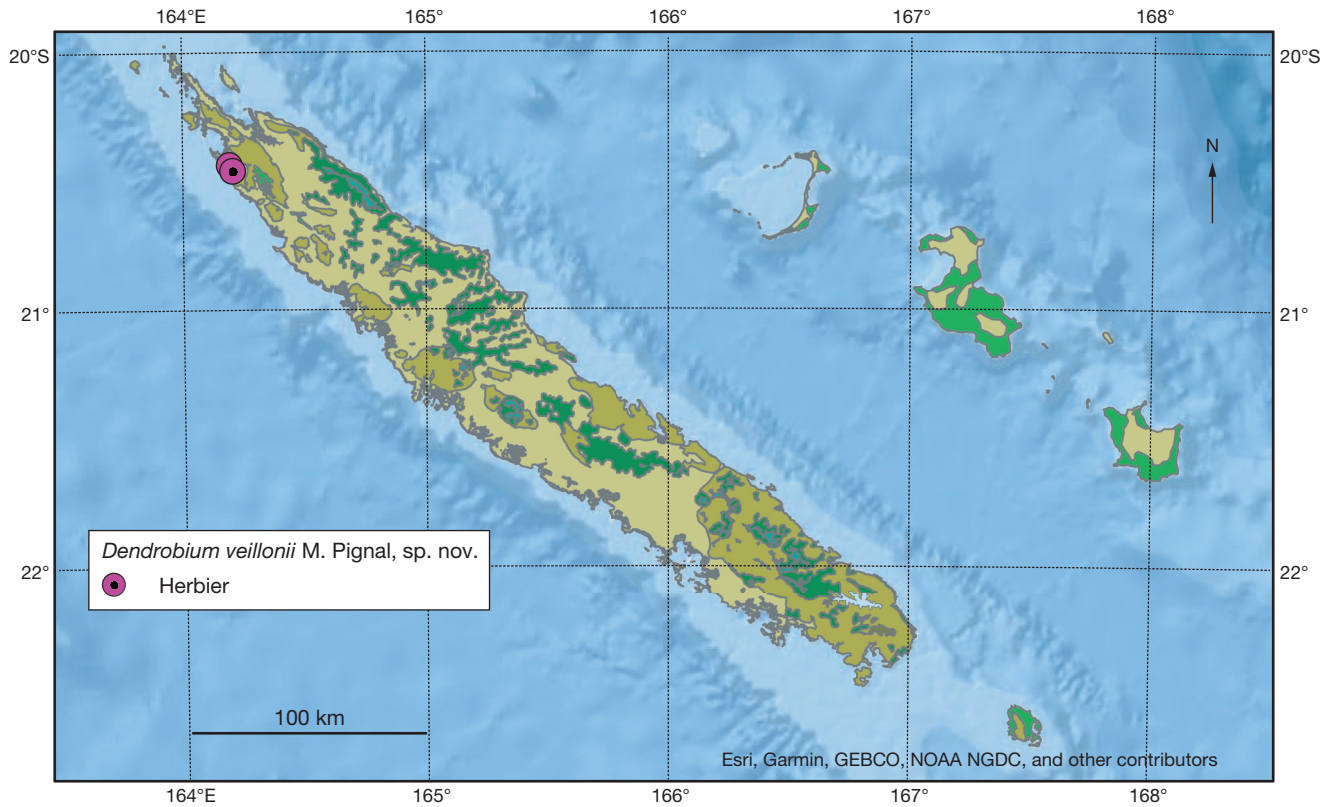 164°E 165° 166° 167° 168°
20°S 20°S
N
21° 21°
Dendrobium veillonii M. Pignal, sp. nov.
Herbier
22° 22°
100 km
Esri, Garmin, GEBCO, NOAA NGDC, and other contributors
164°E 165° 166° 167° 168°